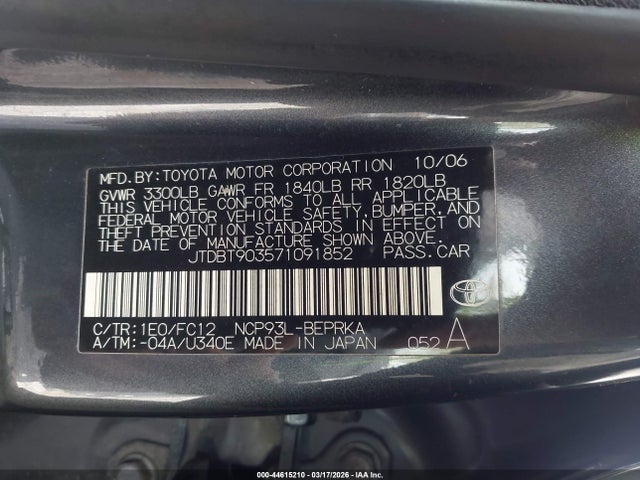 MFD.BY:TOYOTA MOTOR CORPORATION 10/06
GVWR 3300LB GAWR FR 1840LB RR 1820LB
THIS VEHICLE CONFORMS TO ALL APPLICABLE
FEDERAL MOTOR VEHICLE SAFETY,BUMPER,AND
THEFT PREVENTION STANDARDS IN EFFECT ON
THE DATE OF MANUFACTURE SHOWN ABOVE.
JTDBT903571091852 PASS.CAR
C/TR:1E0/FC12 NCP93L-BEPRKA
A/TM:-04A/U340E MADE IN JAPAN 052 A
000-44615210 - 03/17/2026 - IAA Inc.